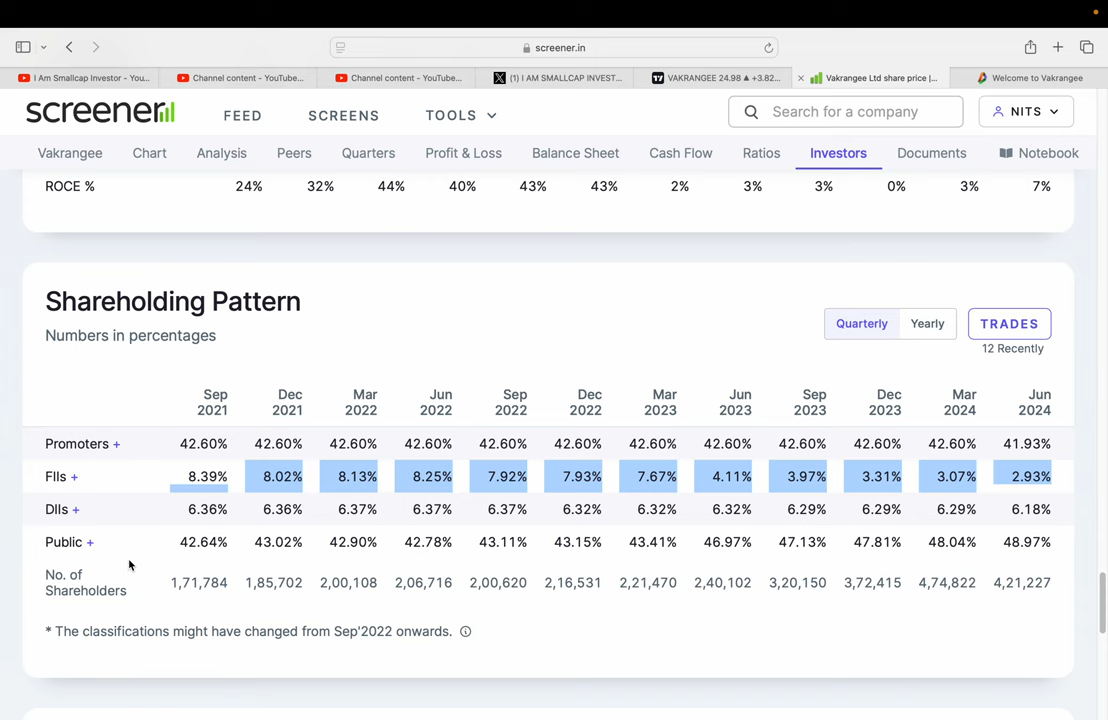 screener.in
I Am Smallcap Investor - You... Channel content - YouTube... Channel content - YouTube... (1) I AM SMALLCAP INVEST... VAKRANGEE 24.98 ▲ +3.82... Vakrangee Ltd share price |... Welcome to Vakrangee
screener FEED SCREENS TOOLS Search for a company NITS
Vakrangee Chart Analysis Peers Quarters Profit & Loss Balance Sheet Cash Flow Ratios Investors Documents Notebook
ROCE % 24% 32% 44% 40% 43% 43% 2% 3% 3% 0% 3% 7%
Shareholding Pattern
Numbers in percentages
Quarterly Yearly TRADES
12 Recently
Sep 2021 Dec 2021 Mar 2022 Jun 2022 Sep 2022 Dec 2022 Mar 2023 Jun 2023 Sep 2023 Dec 2023 Mar 2024 Jun 2024
Promoters + 42.60% 42.60% 42.60% 42.60% 42.60% 42.60% 42.60% 42.60% 42.60% 42.60% 42.60% 41.93%
FIIs + 8.39% 8.02% 8.13% 8.25% 7.92% 7.93% 7.67% 4.11% 3.97% 3.31% 3.07% 2.93%
DIIs + 6.36% 6.36% 6.37% 6.37% 6.37% 6.32% 6.32% 6.32% 6.29% 6.29% 6.29% 6.18%
Public + 42.64% 43.02% 42.90% 42.78% 43.11% 43.15% 43.41% 46.97% 47.13% 47.81% 48.04% 48.97%
No. of Shareholders 1,71,784 1,85,702 2,00,108 2,06,716 2,00,620 2,16,531 2,21,470 2,40,102 3,20,150 3,72,415 4,74,822 4,21,227
* The classifications might have changed from Sep'2022 onwards.